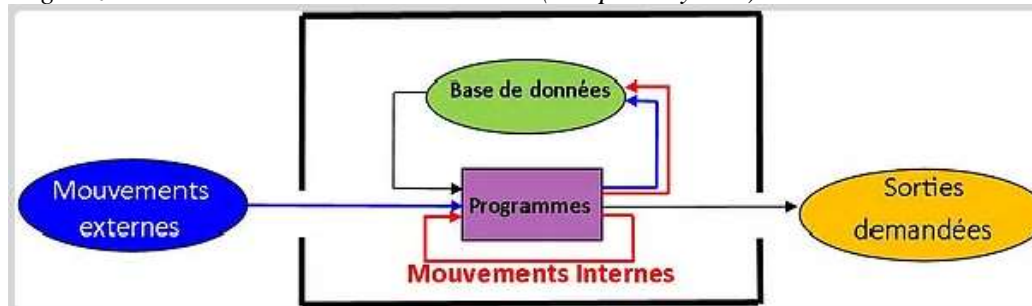 Base de données
Mouvements
externes
Programmes
Sorties
demandées
Mouvements Internes